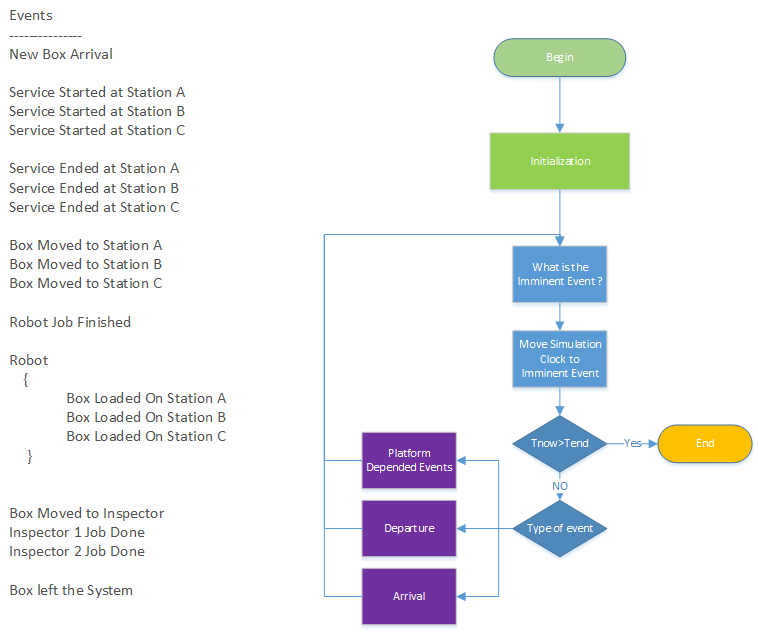 Events
---------------
New Box Arrival
Service Started at Station A
Service Started at Station B
Service Started at Station C
Service Ended at Station A
Service Ended at Station B
Service Ended at Station C
Box Moved to Station A
Box Moved to Station B
Box Moved to Station C
Robot Job Finished
Robot
{
Box Loaded On Station A
Box Loaded On Station B
Box Loaded On Station C
}
Box Moved to Inspector
Inspector 1 Job Done
Inspector 2 Job Done
Box left the System
Begin
Initialization
What is the
Imminent Event ?
Move Simulation
Clock to
Imminent Event
Tnow>Tend
Yes
End
NO
Type of event
Platform
Depended Events
Departure
Arrival